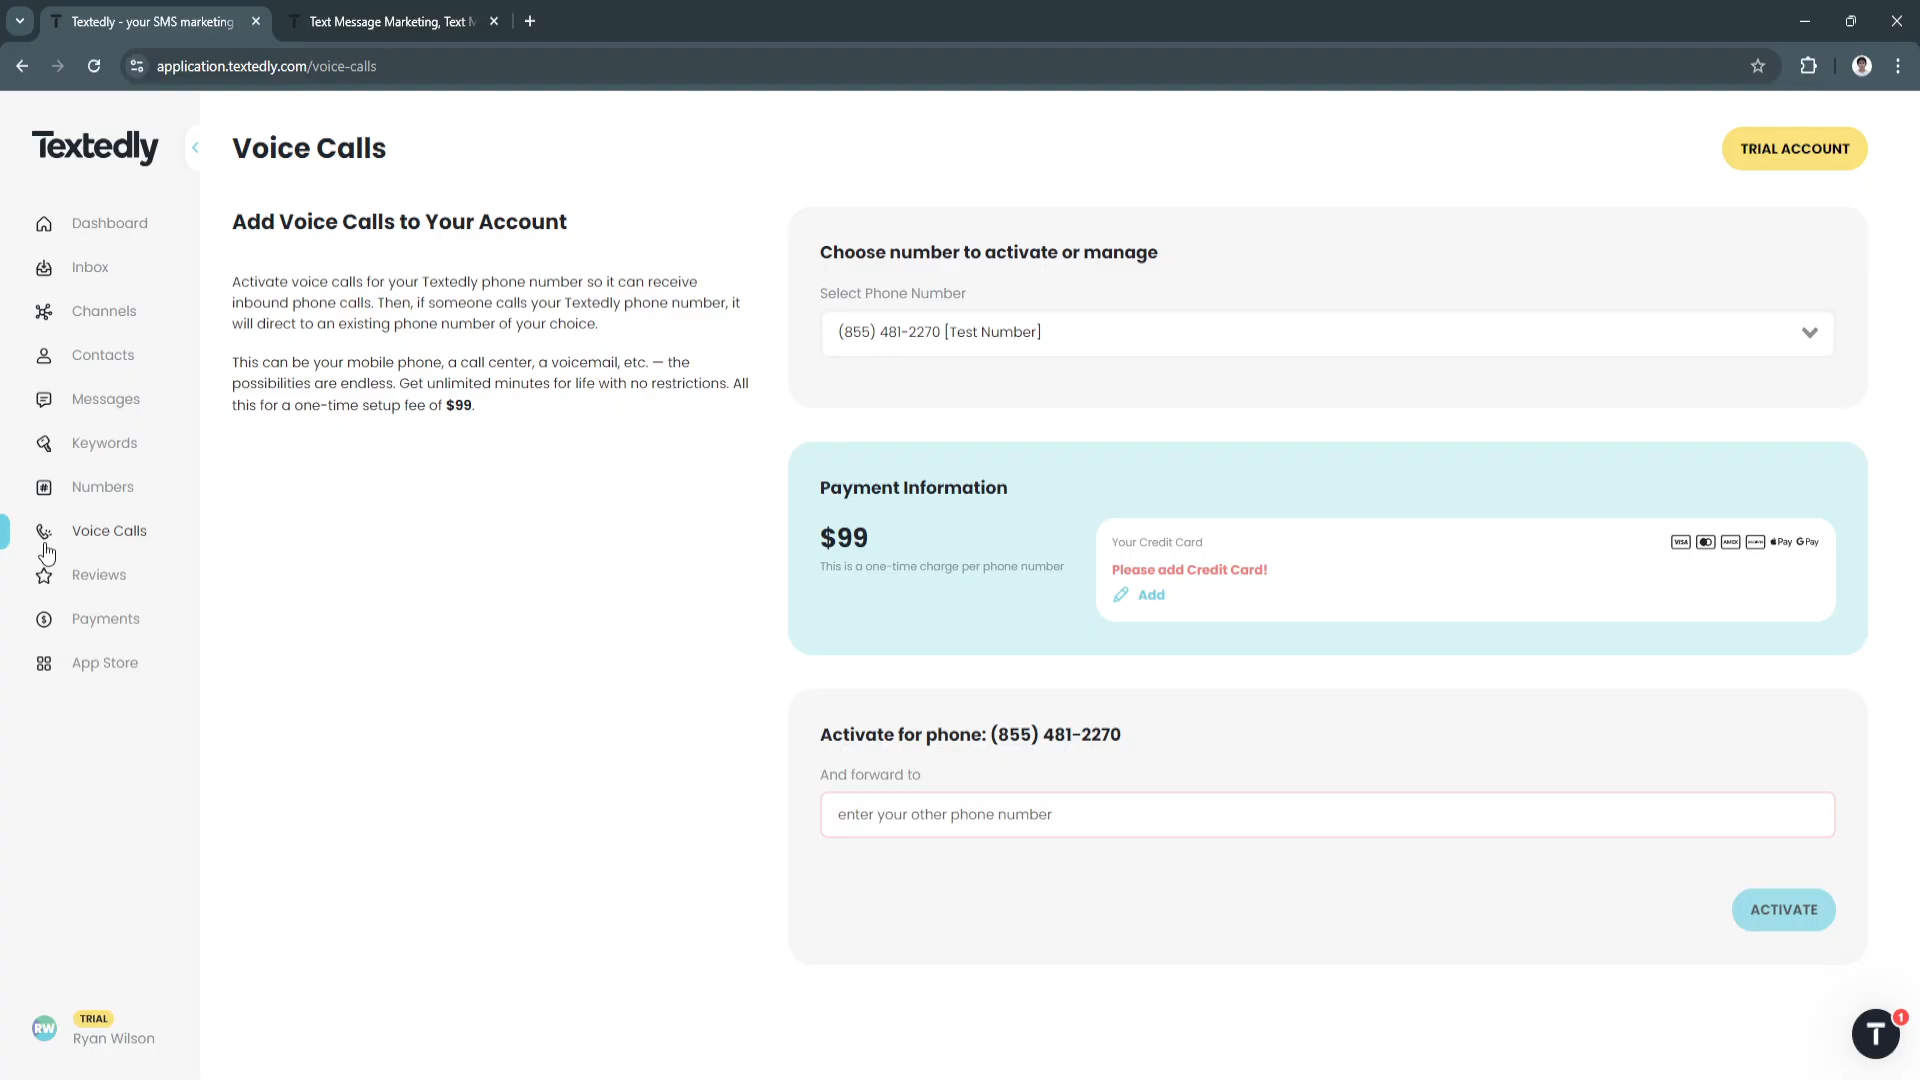 Textedly - your SMS marketing
Text Message Marketing, Text M
application.textedly.com/voice-calls
Textedly
Dashboard
Inbox
Channels
Contacts
Messages
Keywords
Numbers
Voice Calls
Reviews
Payments
App Store
TRIAL
RW
Ryan Wilson
Voice Calls
TRIAL ACCOUNT
Add Voice Calls to Your Account
Activate voice calls for your Textedly phone number so it can receive
inbound phone calls. Then, if someone calls your Textedly phone number, it
will direct to an existing phone number of your choice.
This can be your mobile phone, a call center, a voicemail, etc. — the
possibilities are endless. Get unlimited minutes for life with no restrictions. All
this for a one-time setup fee of $99.
Choose number to activate or manage
Select Phone Number
(855) 481-2270 [Test Number]
Payment Information
$99
This is a one-time charge per phone number
Your Credit Card
VISA AMEX Pay G Pay
Please add Credit Card!
Add
Activate for phone: (855) 481-2270
And forward to
enter your other phone number
ACTIVATE
T
1